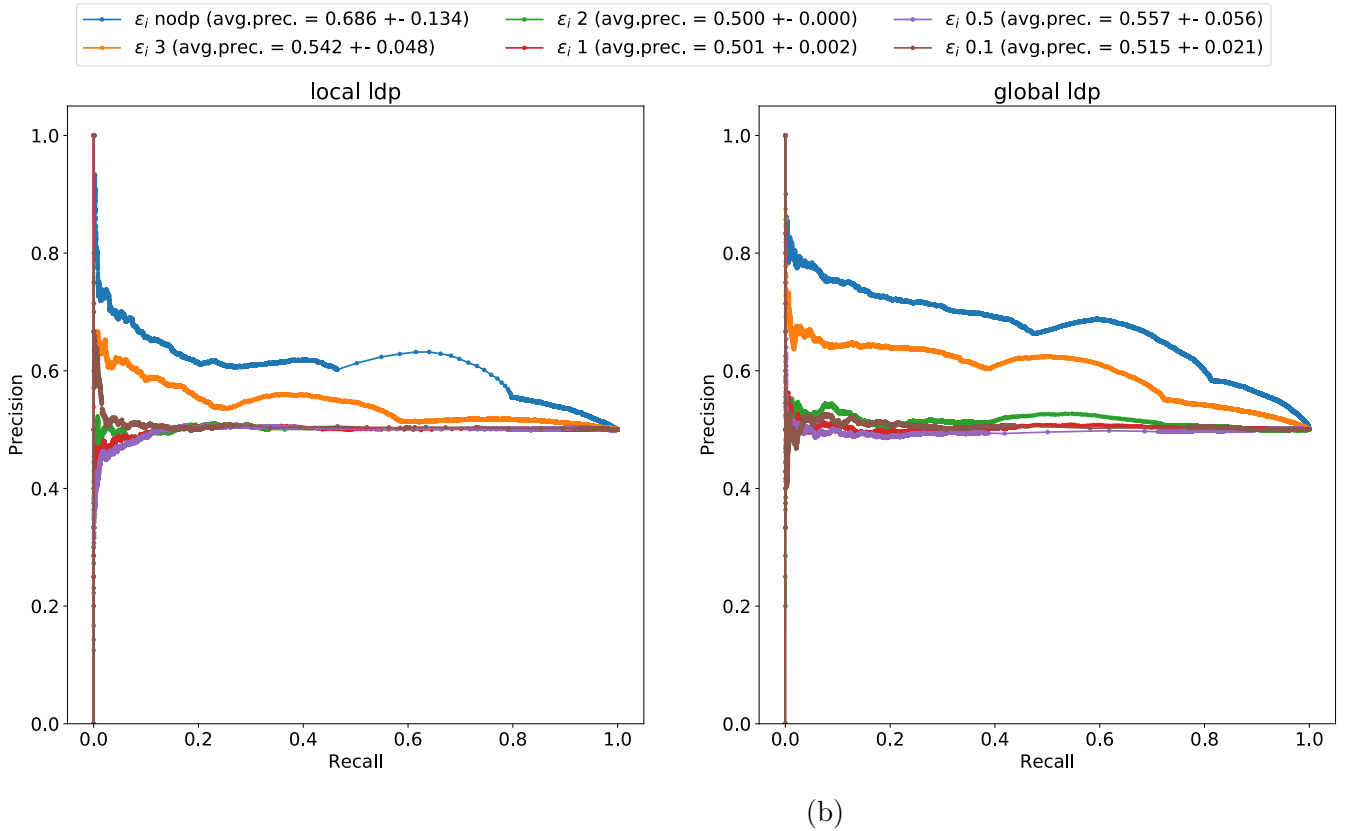 εi nodp (avg.prec. = 0.686 +- 0.134)
εi 2 (avg.prec. = 0.500 +- 0.000)
εi 0.5 (avg.prec. = 0.557 +- 0.056)
εi 3 (avg.prec. = 0.542 +- 0.048)
εi 1 (avg.prec. = 0.501 +- 0.002)
εi 0.1 (avg.prec. = 0.515 +- 0.021)
local ldp
1.0
0.8
0.6
0.4
0.2
0.0
Precision
0.0 0.2 0.4 0.6 0.8 1.0
Recall
global ldp
1.0
0.8
0.6
0.4
0.2
0.0
Precision
0.0 0.2 0.4 0.6 0.8 1.0
Recall
(b)